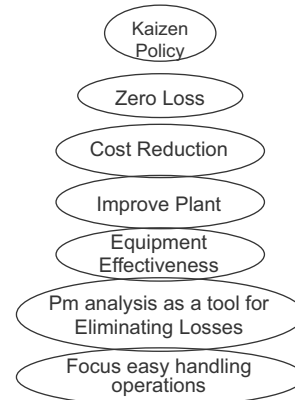 Kaizen
Policy
Zero Loss
Cost Reduction
Improve Plant
Equipment
Effectiveness
Pm analysis as a tool for
Eliminating Losses
Focus easy handling
operations